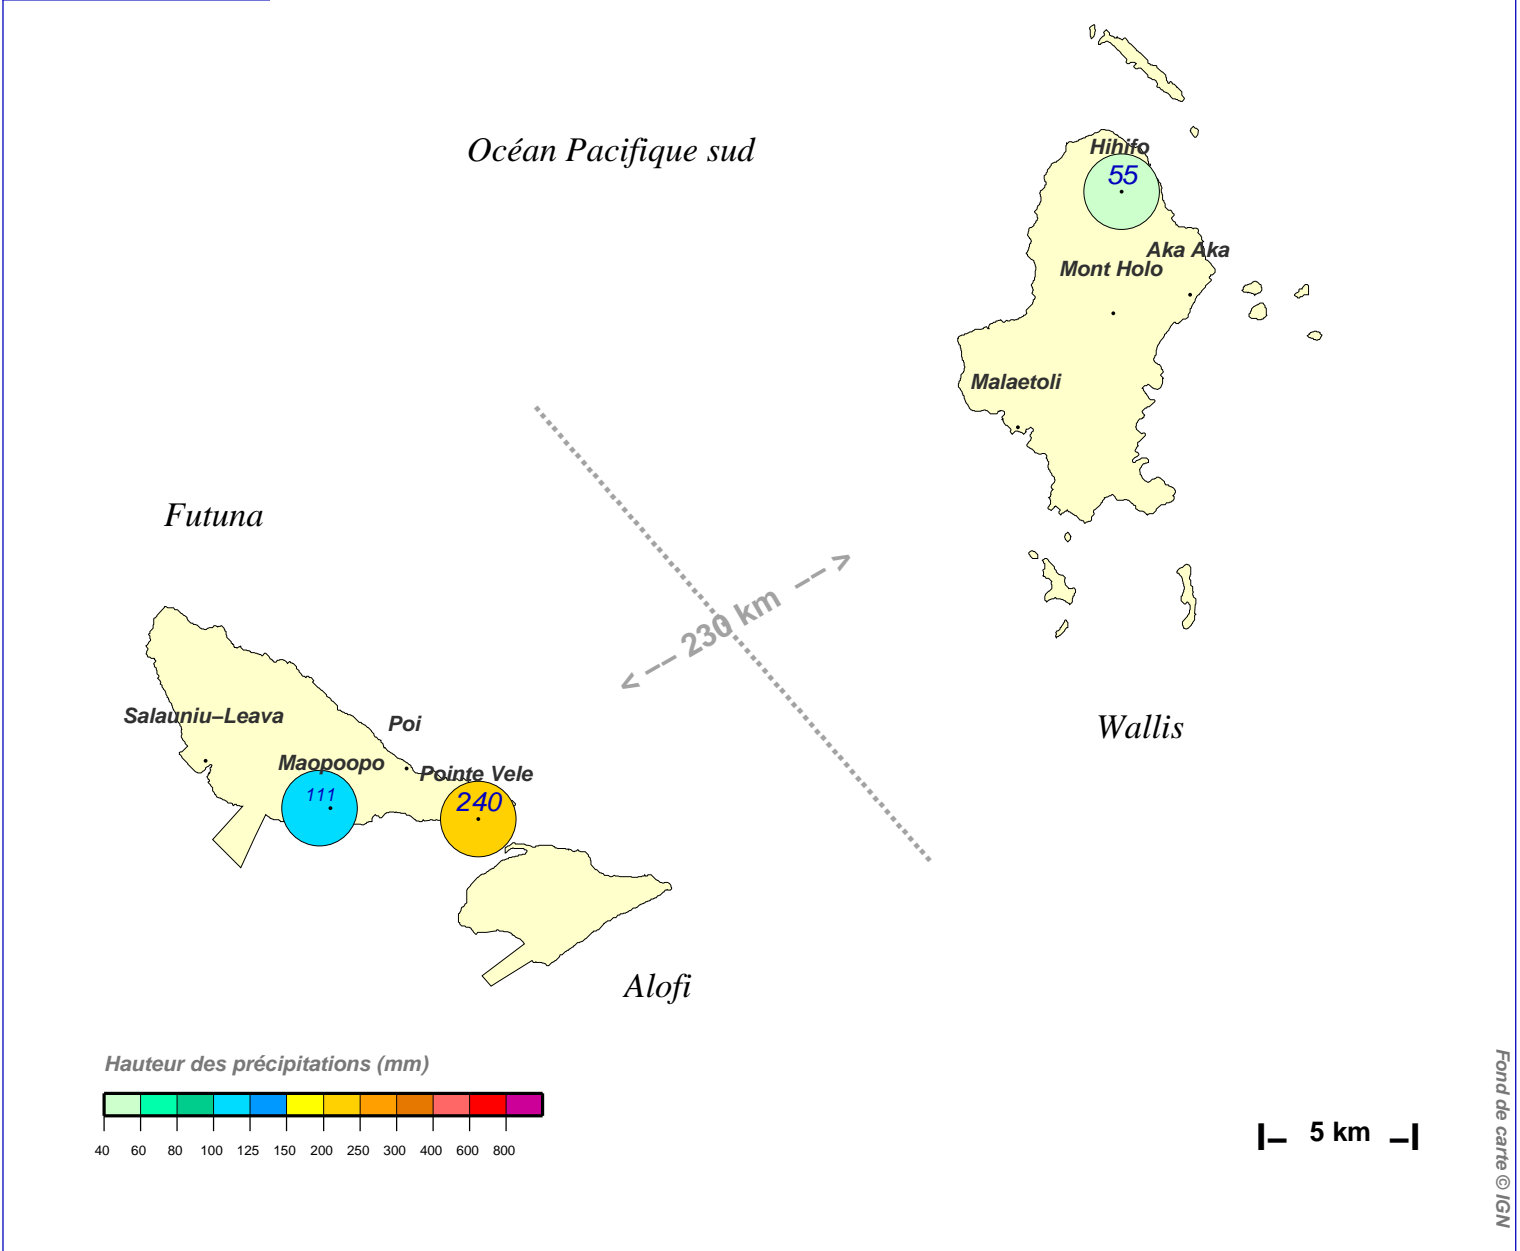 Océan Pacifique sud
Hihifo
55
Aka Aka
Mont Holo
Malaetoli
Futuna
230 km
Salauniu–Leava
Poi
Wallis
Maopoopo
Pointe Vele
111
240
Alofi
Hauteur des précipitations (mm)
40 60 80 100 125 150 200 250 300 400 600 800
5 km
Fond de carte © IGN